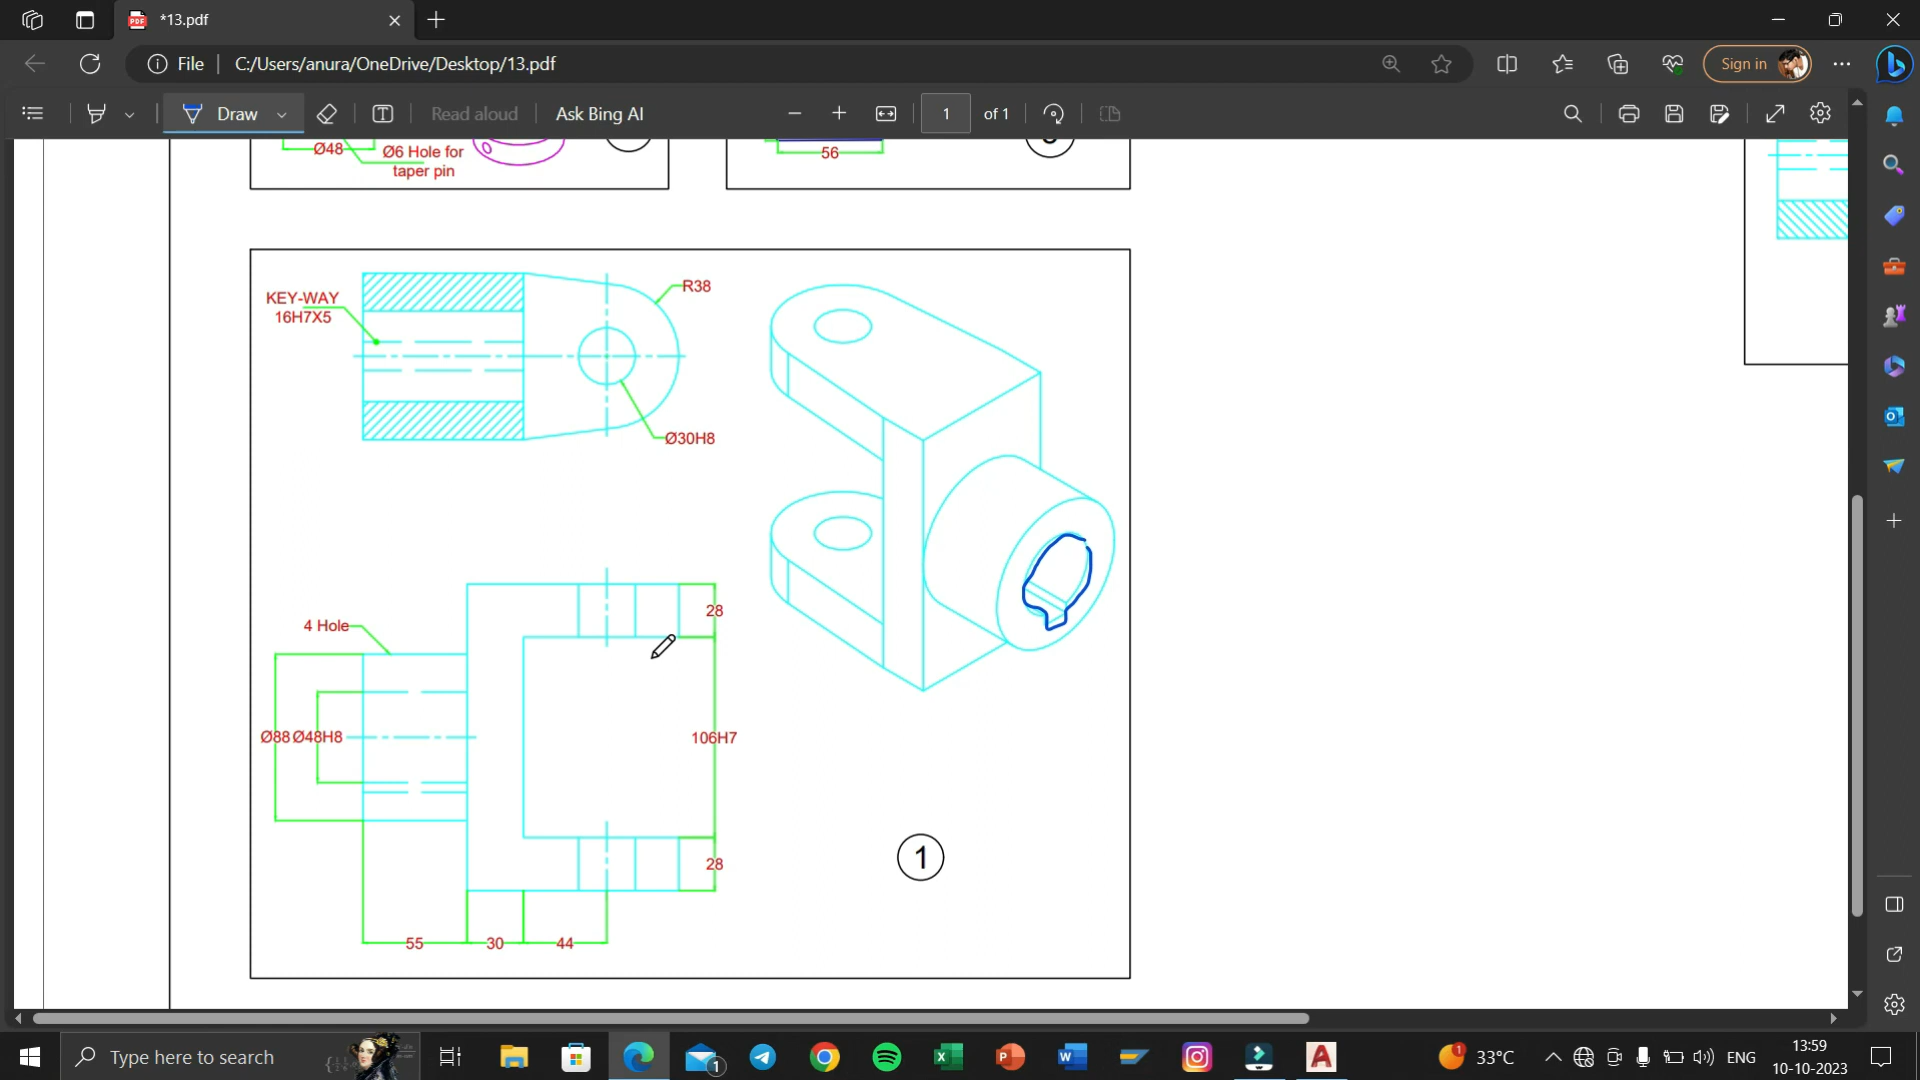 *13.pdf
File
C:/Users/anura/OneDrive/Desktop/13.pdf
Sign in
Draw
Read aloud
Ask Bing AI
1
of 1
Ø48
Ø6 Hole for
taper pin
56
KEY-WAY
16H7X5
R38
Ø30H8
4 Hole
28
Ø88
Ø48H8
106H7
28
55
30
44
1
Type here to search
1
1
33°C
ENG
13:59
10-10-2023